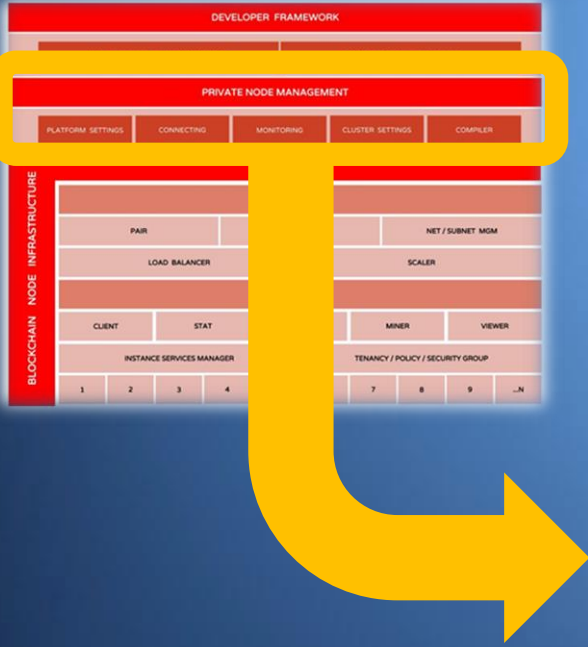 DEVELOPER FRAMEWORK
PRIVATE NODE MANAGEMENT
PLATFORM SETTINGS CONNECTING MONITORING CLUSTER SETTINGS COMPILER
BLOCKCHAIN NODE INFRASTRUCTURE
PAIR NET / SUBNET MGM
LOAD BALANCER SCALER
CLIENT STAT MINER VIEWER
INSTANCE SERVICES MANAGER TENANCY / POLICY / SECURITY GROUP
1 2 3 4 7 8 9 ...N